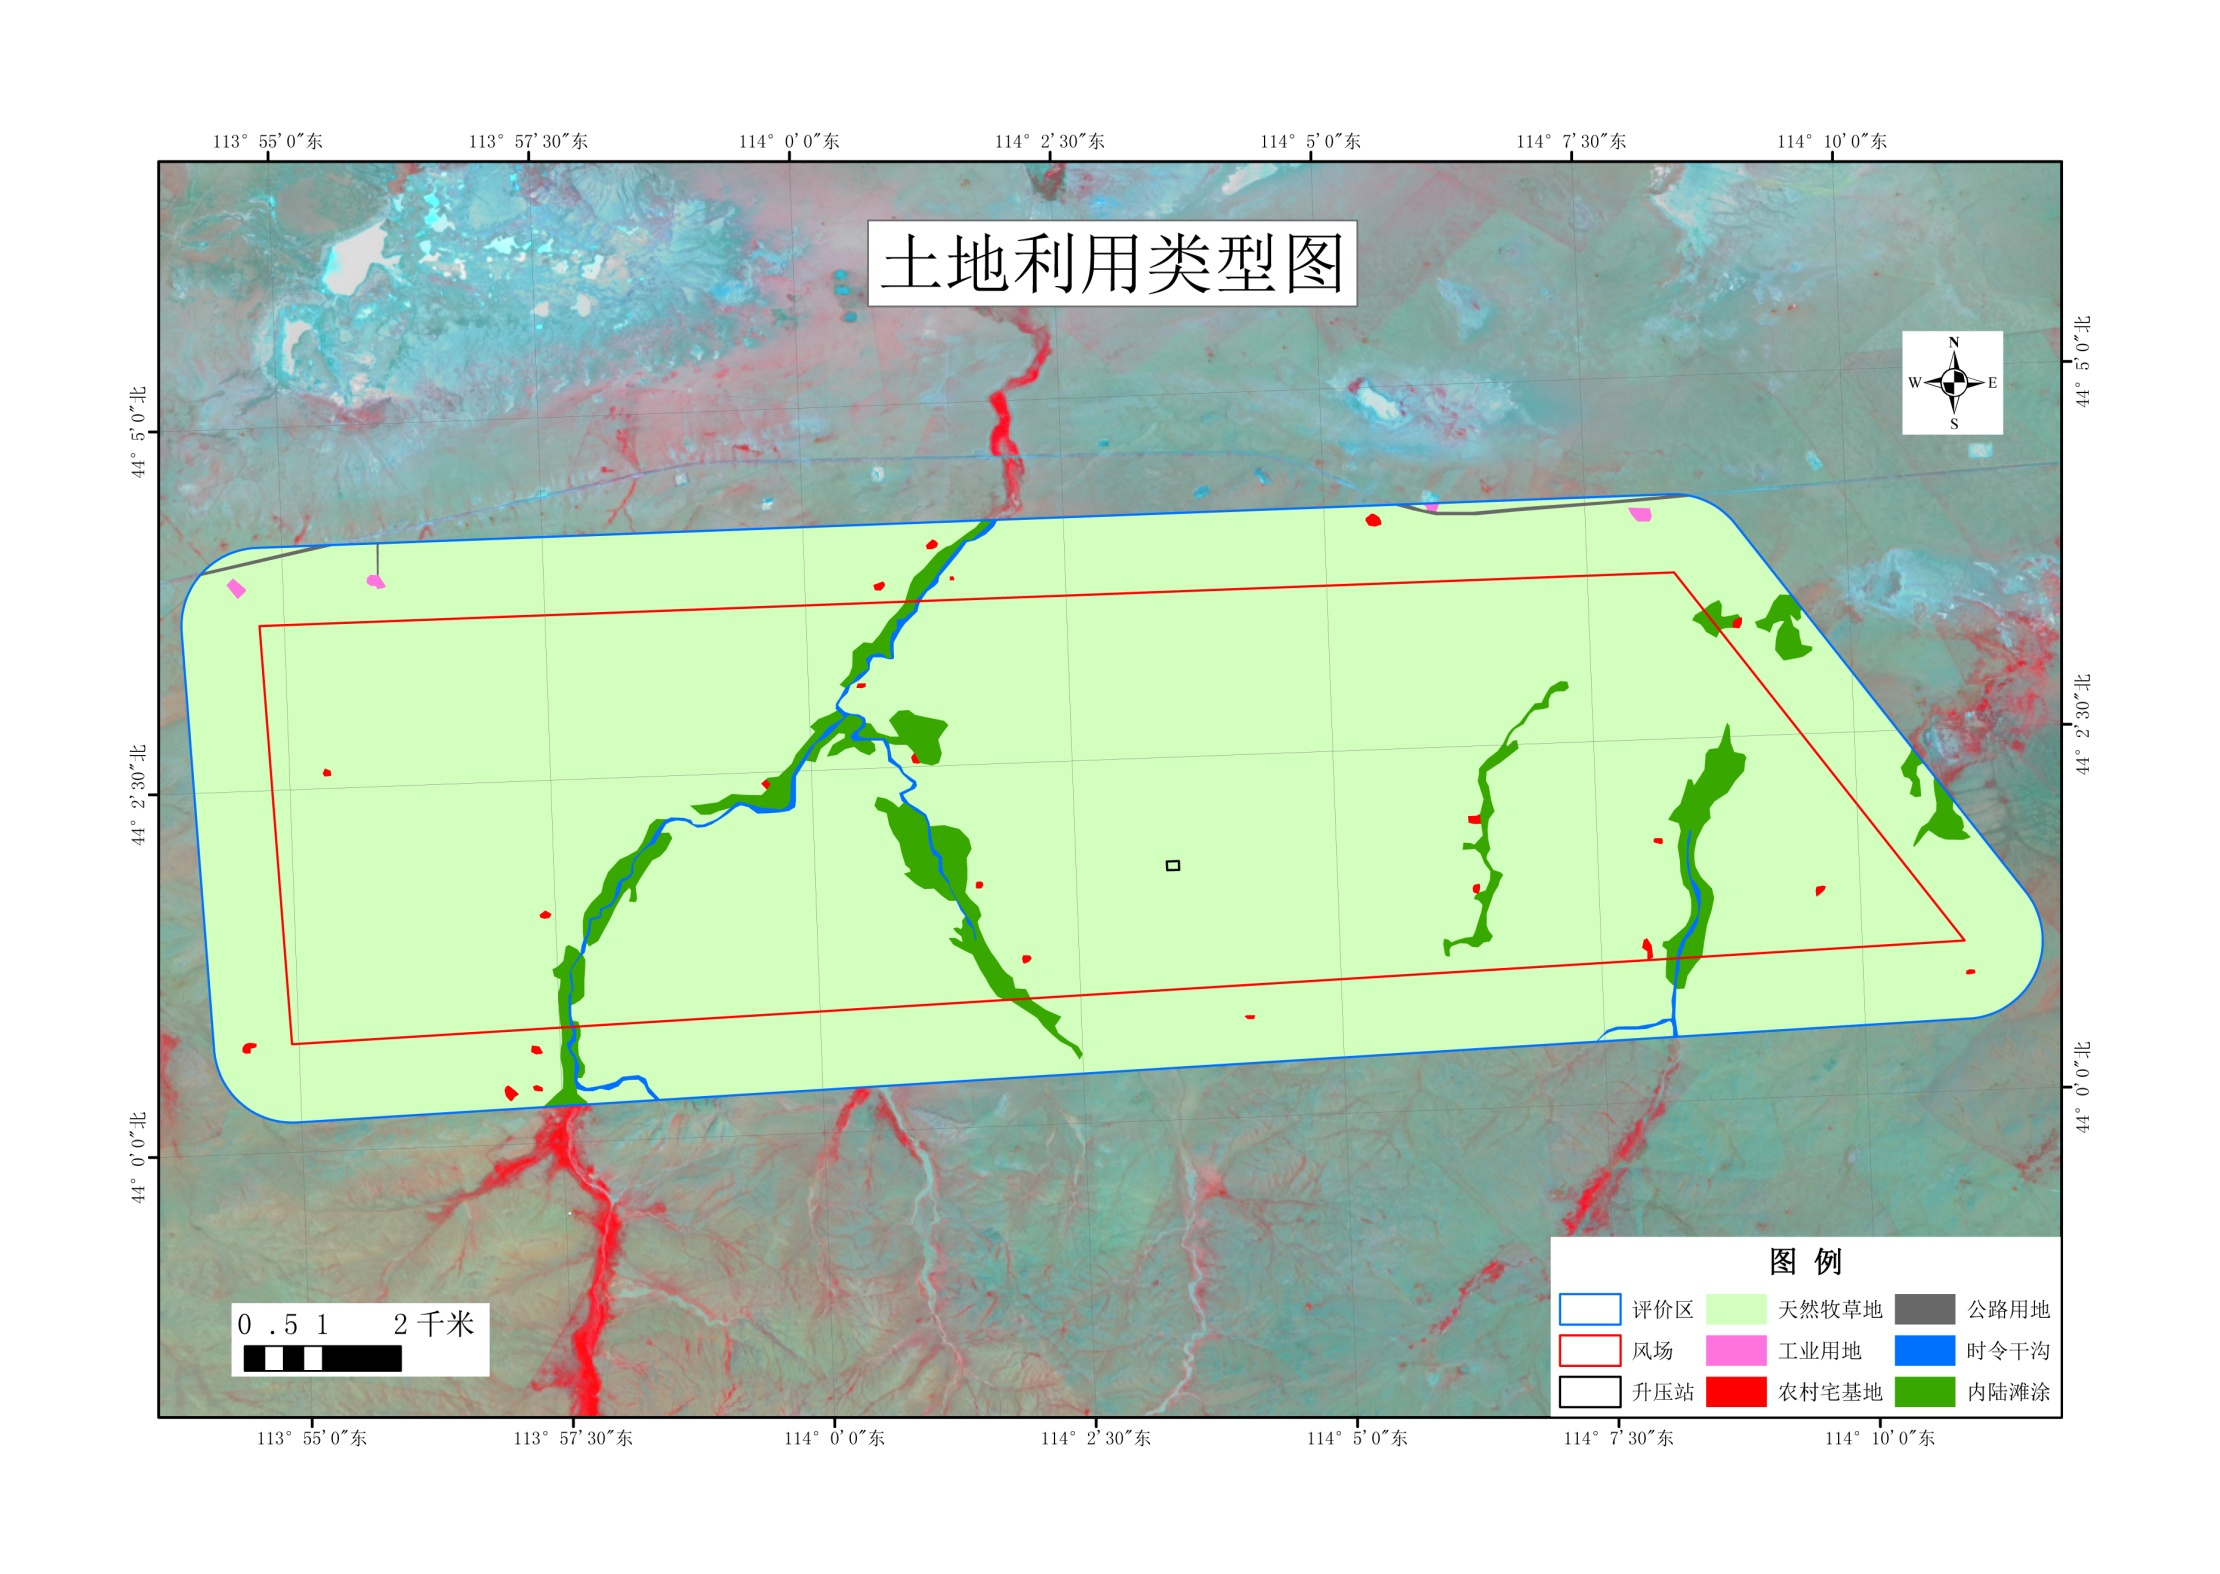 113° 55'0"东 113° 57'30"东 114° 0'0"东 114° 2'30"东 114° 5'0"东 114° 7'30"东 114° 10'0"东
土地利用类型图
44° 5'0"北
44° 2'30"北
44° 0'0"北
N
W E
S
44° 5'0"北
44° 2'30"北
44° 0'0"北
0 .5 1 2 千米
图 例
评价区 天然牧草地 公路用地
风场 工业用地 时令干沟
升压站 农村宅基地 内陆滩涂
113° 55'0"东 113° 57'30"东 114° 0'0"东 114° 2'30"东 114° 5'0"东 114° 7'30"东 114° 10'0"东